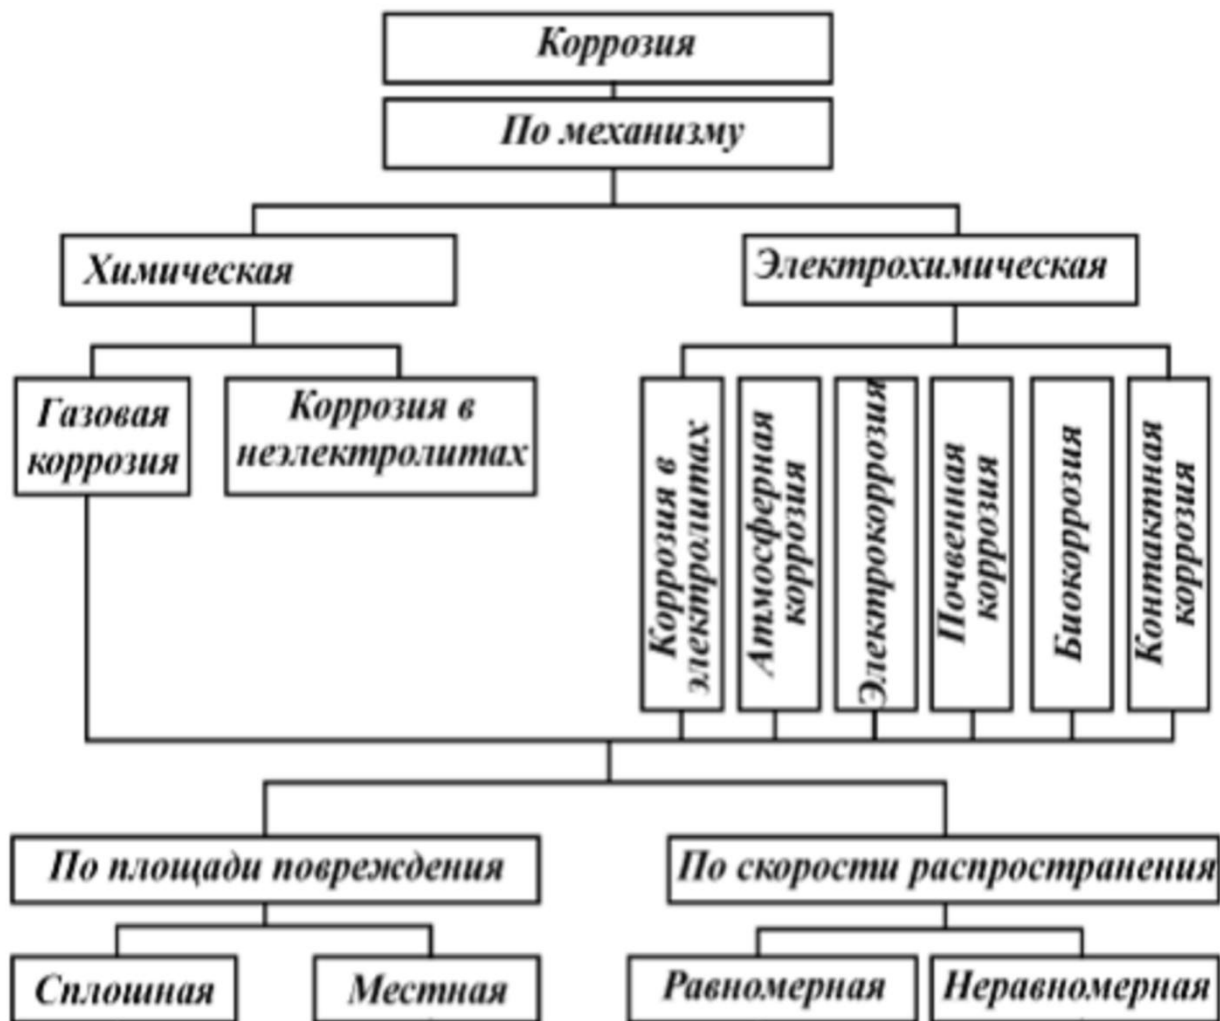 Коррозия
По механизму
Химическая
Электрохимическая
Газовая
коррозия
Коррозия в
неэлектролитах
Коррозия в
электролитах
Атмосферная
коррозия
Электрокоррозия
Почвенная
коррозия
Биокоррозия
Контактная
коррозия
По площади повреждения
По скорости распространения
Сплошная
Местная
Равномерная
Неравномерная